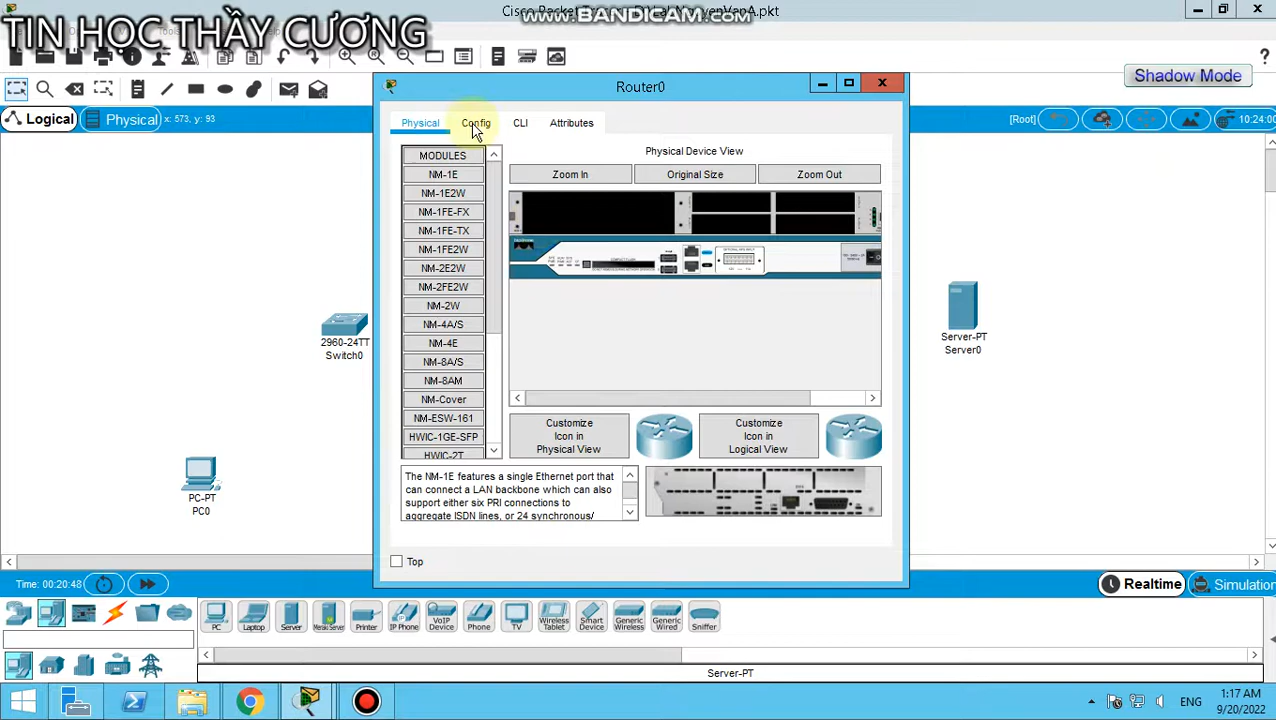 TIN HỌC THẦY CƯƠNG
www.BANDICAM.com
Shadow Mode
Logical
Physical
x: 573, y: 93
[Root]
10:24:00
Router0
Physical
Config
CLI
Attributes
MODULES
NM-1E
NM-1E2W
NM-1FE-FX
NM-1FE-TX
NM-1FE2W
NM-2E2W
NM-2FE2W
NM-2W
NM-4A/S
NM-4E
NM-8A/S
NM-8AM
NM-Cover
NM-ESW-161
HWIC-1GE-SFP
HWIC-2T
Physical Device View
Zoom In
Original Size
Zoom Out
Customize
Icon in
Physical View
Customize
Icon in
Logical View
The NM-1E features a single Ethernet port that
can connect a LAN backbone which can also
support either six PRI connections to
aggregate ISDN lines, or 24 synchronous/
Top
2960-24TT
Switch0
PC-PT
PC0
Server-PT
Server0
Time: 00:20:48
Realtime
Simulation
PC
Laptop
Server
Meraki Server
Printer
IP Phone
VoIP
Device
Phone
TV
Wireless
Tablet
Smart
Device
Generic
Wireless
Generic
Wired
Sniffer
Server-PT
ENG
1:17 AM
9/20/2022